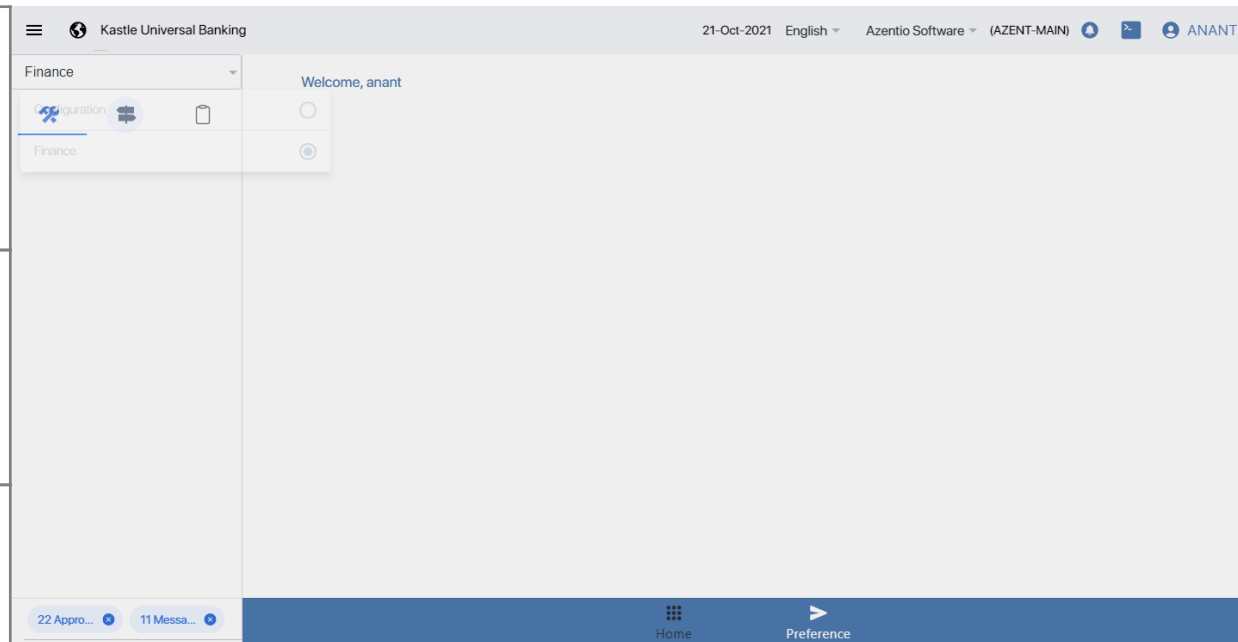 Kastle Universal Banking
21-Oct-2021 English Azentio Software (AZENT-MAIN) ANANT
Finance
Welcome, anant
Configuration
Finance
22 Appro... 11 Messa...
Home Preference